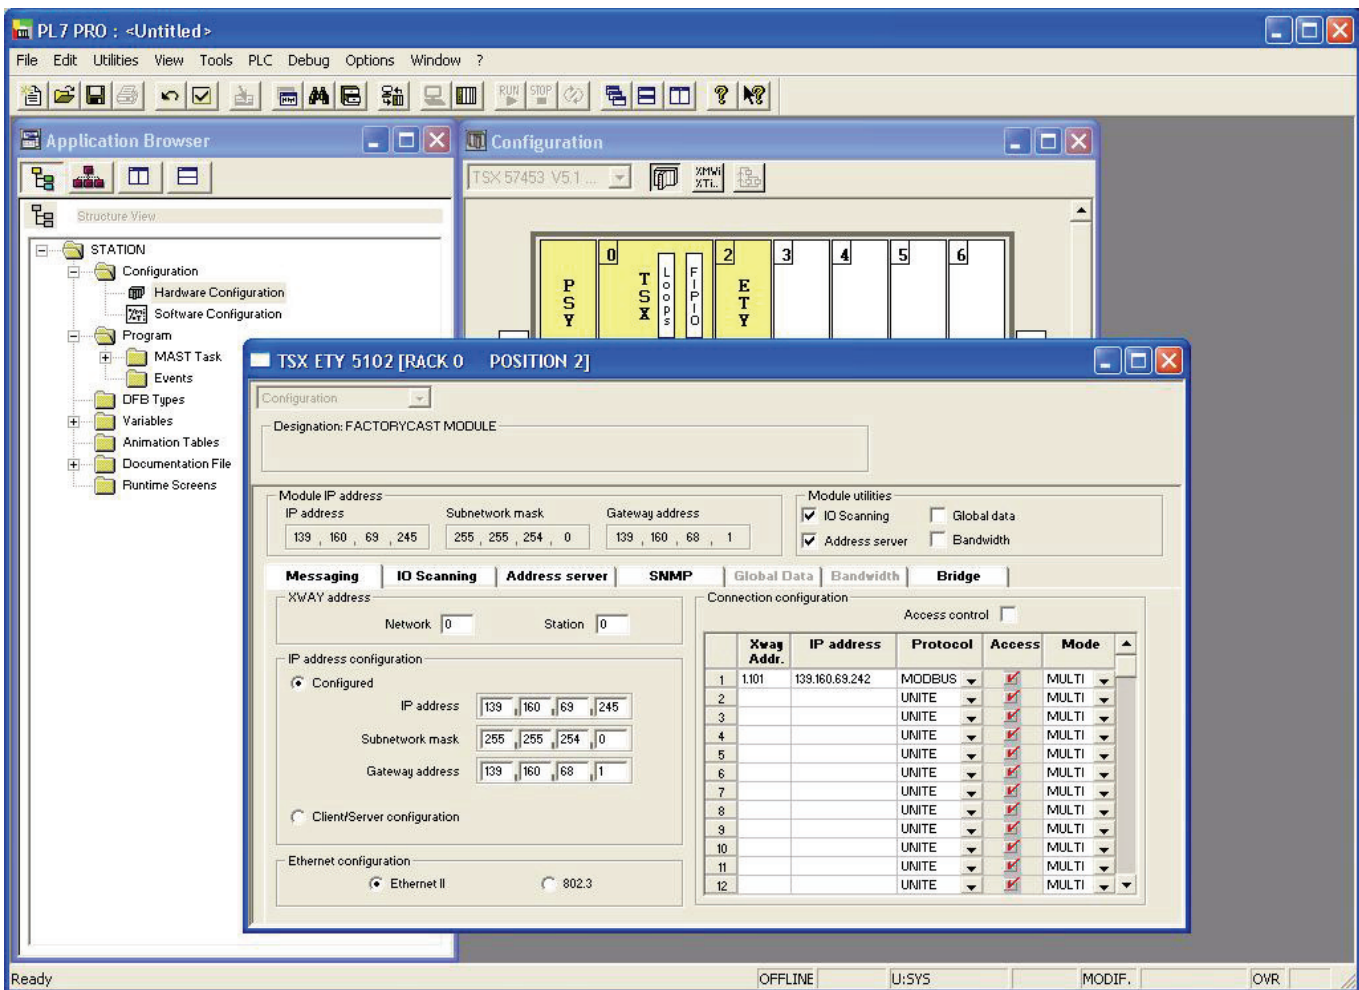 PL7 PRO : <Untitled>
File Edit Utilities View Tools PLC Debug Options Window ?
RUN STOP
Application Browser
Structure View
STATION
Configuration
Hardware Configuration
Software Configuration
Program
MAST Task
Events
DFB Types
Variables
Animation Tables
Documentation File
Runtime Screens
Configuration
TSX 57453 V5.1 ...
XMWi
XTi..
0 2 3 4 5 6
PSY
TSX
Loops
FIPIO
ETY
TSX ETY 5102 [RACK 0 POSITION 2]
Configuration
Designation: FACTORYCAST MODULE
Module IP address
IP address Subnetwork mask Gateway address
139 , 160 , 69 , 245 255 , 255 , 254 , 0 139 , 160 , 68 , 1
Module utilities
IO Scanning Global data
Address server Bandwidth
Messaging IO Scanning Address server SNMP Global Data Bandwidth Bridge
XWAY address
Network 0 Station 0
IP address configuration
Configured
IP address 139 , 160 , 69 , 245
Subnetwork mask 255 , 255 , 254 , 0
Gateway address 139 , 160 , 68 , 1
Client/Server configuration
Ethernet configuration
Ethernet II 802.3
Connection configuration
Access control
Xway Addr. IP address Protocol Access Mode
1 1.101 139.160.69.242 MODBUS MULTI
2 UNITE MULTI
3 UNITE MULTI
4 UNITE MULTI
5 UNITE MULTI
6 UNITE MULTI
7 UNITE MULTI
8 UNITE MULTI
9 UNITE MULTI
10 UNITE MULTI
11 UNITE MULTI
12 UNITE MULTI
Ready OFFLINE U:SYS MODIF. OVR